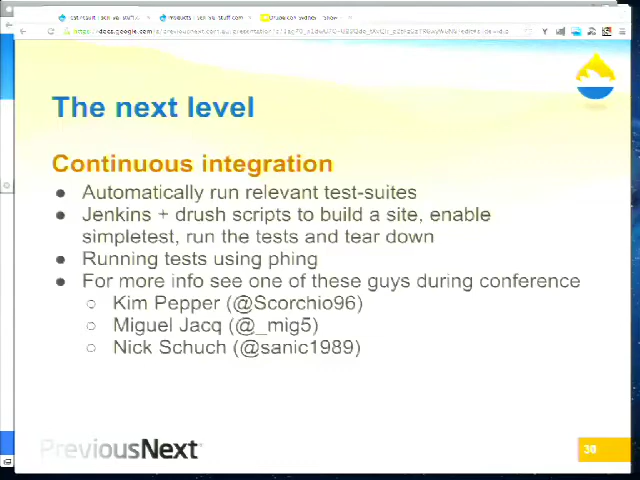 The next level
Continuous integration
● Automatically run relevant test-suites
● Jenkins + drush scripts to build a site, enable
simpletest, run the tests and tear down
● Running tests using phing
● For more info see one of these guys during conference
○ Kim Pepper (@Scorchio96)
○ Miguel Jacq (@_mig5)
○ Nick Schuch (@sanic1989)
PreviousNext
30